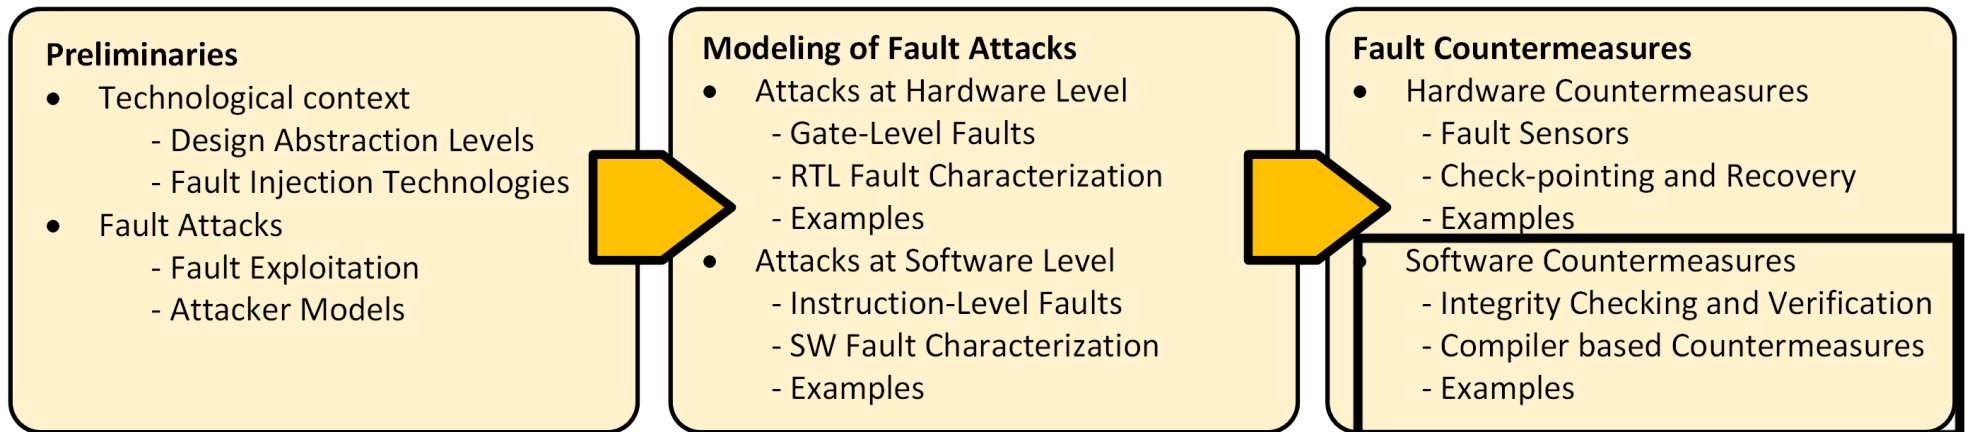 Preliminaries
• Technological context
- Design Abstraction Levels
- Fault Injection Technologies
• Fault Attacks
- Fault Exploitation
- Attacker Models
Modeling of Fault Attacks
• Attacks at Hardware Level
- Gate-Level Faults
- RTL Fault Characterization
- Examples
• Attacks at Software Level
- Instruction-Level Faults
- SW Fault Characterization
- Examples
Fault Countermeasures
• Hardware Countermeasures
- Fault Sensors
- Check-pointing and Recovery
- Examples
• Software Countermeasures
- Integrity Checking and Verification
- Compiler based Countermeasures
- Examples